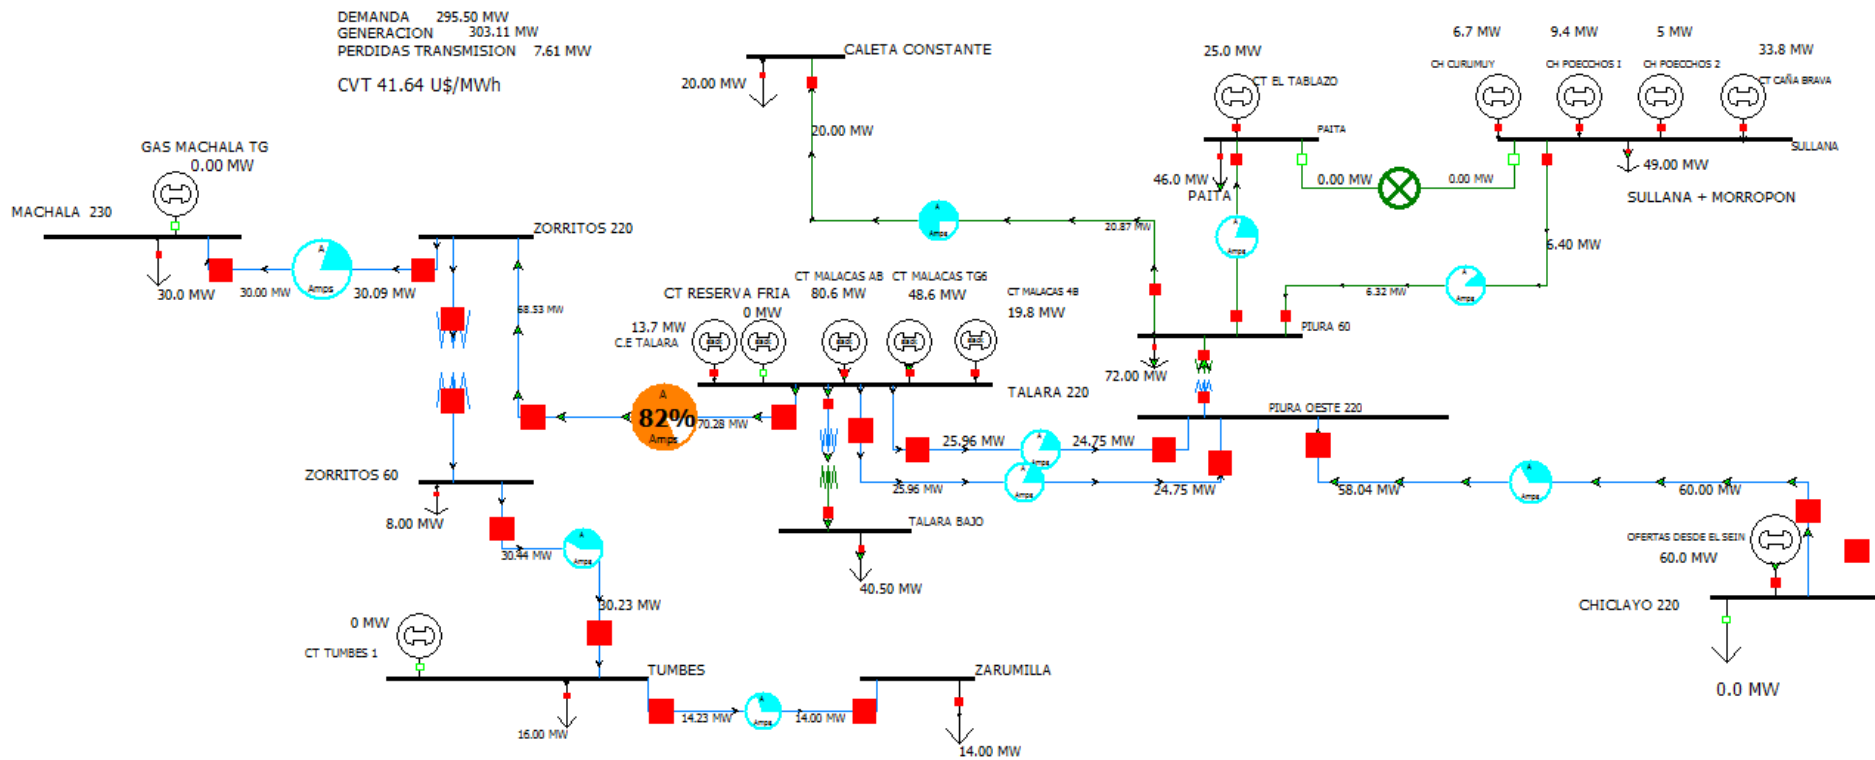 DEMANDA 295.50 MW
GENERACION 303.11 MW
PERDIDAS TRANSMISION 7.61 MW
CVT 41.64 U$/MWh
CALETA CONSTANTE
20.00 MW
20.00 MW
20.87 MW
25.0 MW
CT EL TABLAZO
PAITA
46.0 MW
PAITA
A
Amps
0.00 MW
0.00 MW
6.7 MW
9.4 MW
5 MW
33.8 MW
CH CURUMUY
CH POECCHOS 1
CH POECCHOS 2
CT CAÑA BRAVA
SULLANA
49.00 MW
SULLANA + MORROPON
6.40 MW
6.32 MW
A
Amps
GAS MACHALA TG
0.00 MW
MACHALA 230
30.0 MW
30.00 MW
A
Amps
30.09 MW
ZORRITOS 220
68.53 MW
A
Amps
CT RESERVA FRIA
0 MW
13.7 MW
C.E TALARA
CT MALACAS AB
80.6 MW
CT MALACAS TG6
48.6 MW
CT MALACAS 4B
19.8 MW
TALARA 220
A
82%
Amps
70.28 MW
PIURA 60
72.00 MW
PIURA OESTE 220
25.96 MW
A
Amps
24.75 MW
25.96 MW
A
Amps
24.75 MW
58.04 MW
A
Amps
60.00 MW
ZORRITOS 60
8.00 MW
30.44 MW
A
Amps
30.23 MW
TALARA BAJO
40.50 MW
OFERTAS DESDE EL SEIN
60.0 MW
CHICLAYO 220
0.0 MW
0 MW
CT TUMBES 1
TUMBES
16.00 MW
14.23 MW
A
Amps
14.00 MW
ZARUMILLA
14.00 MW